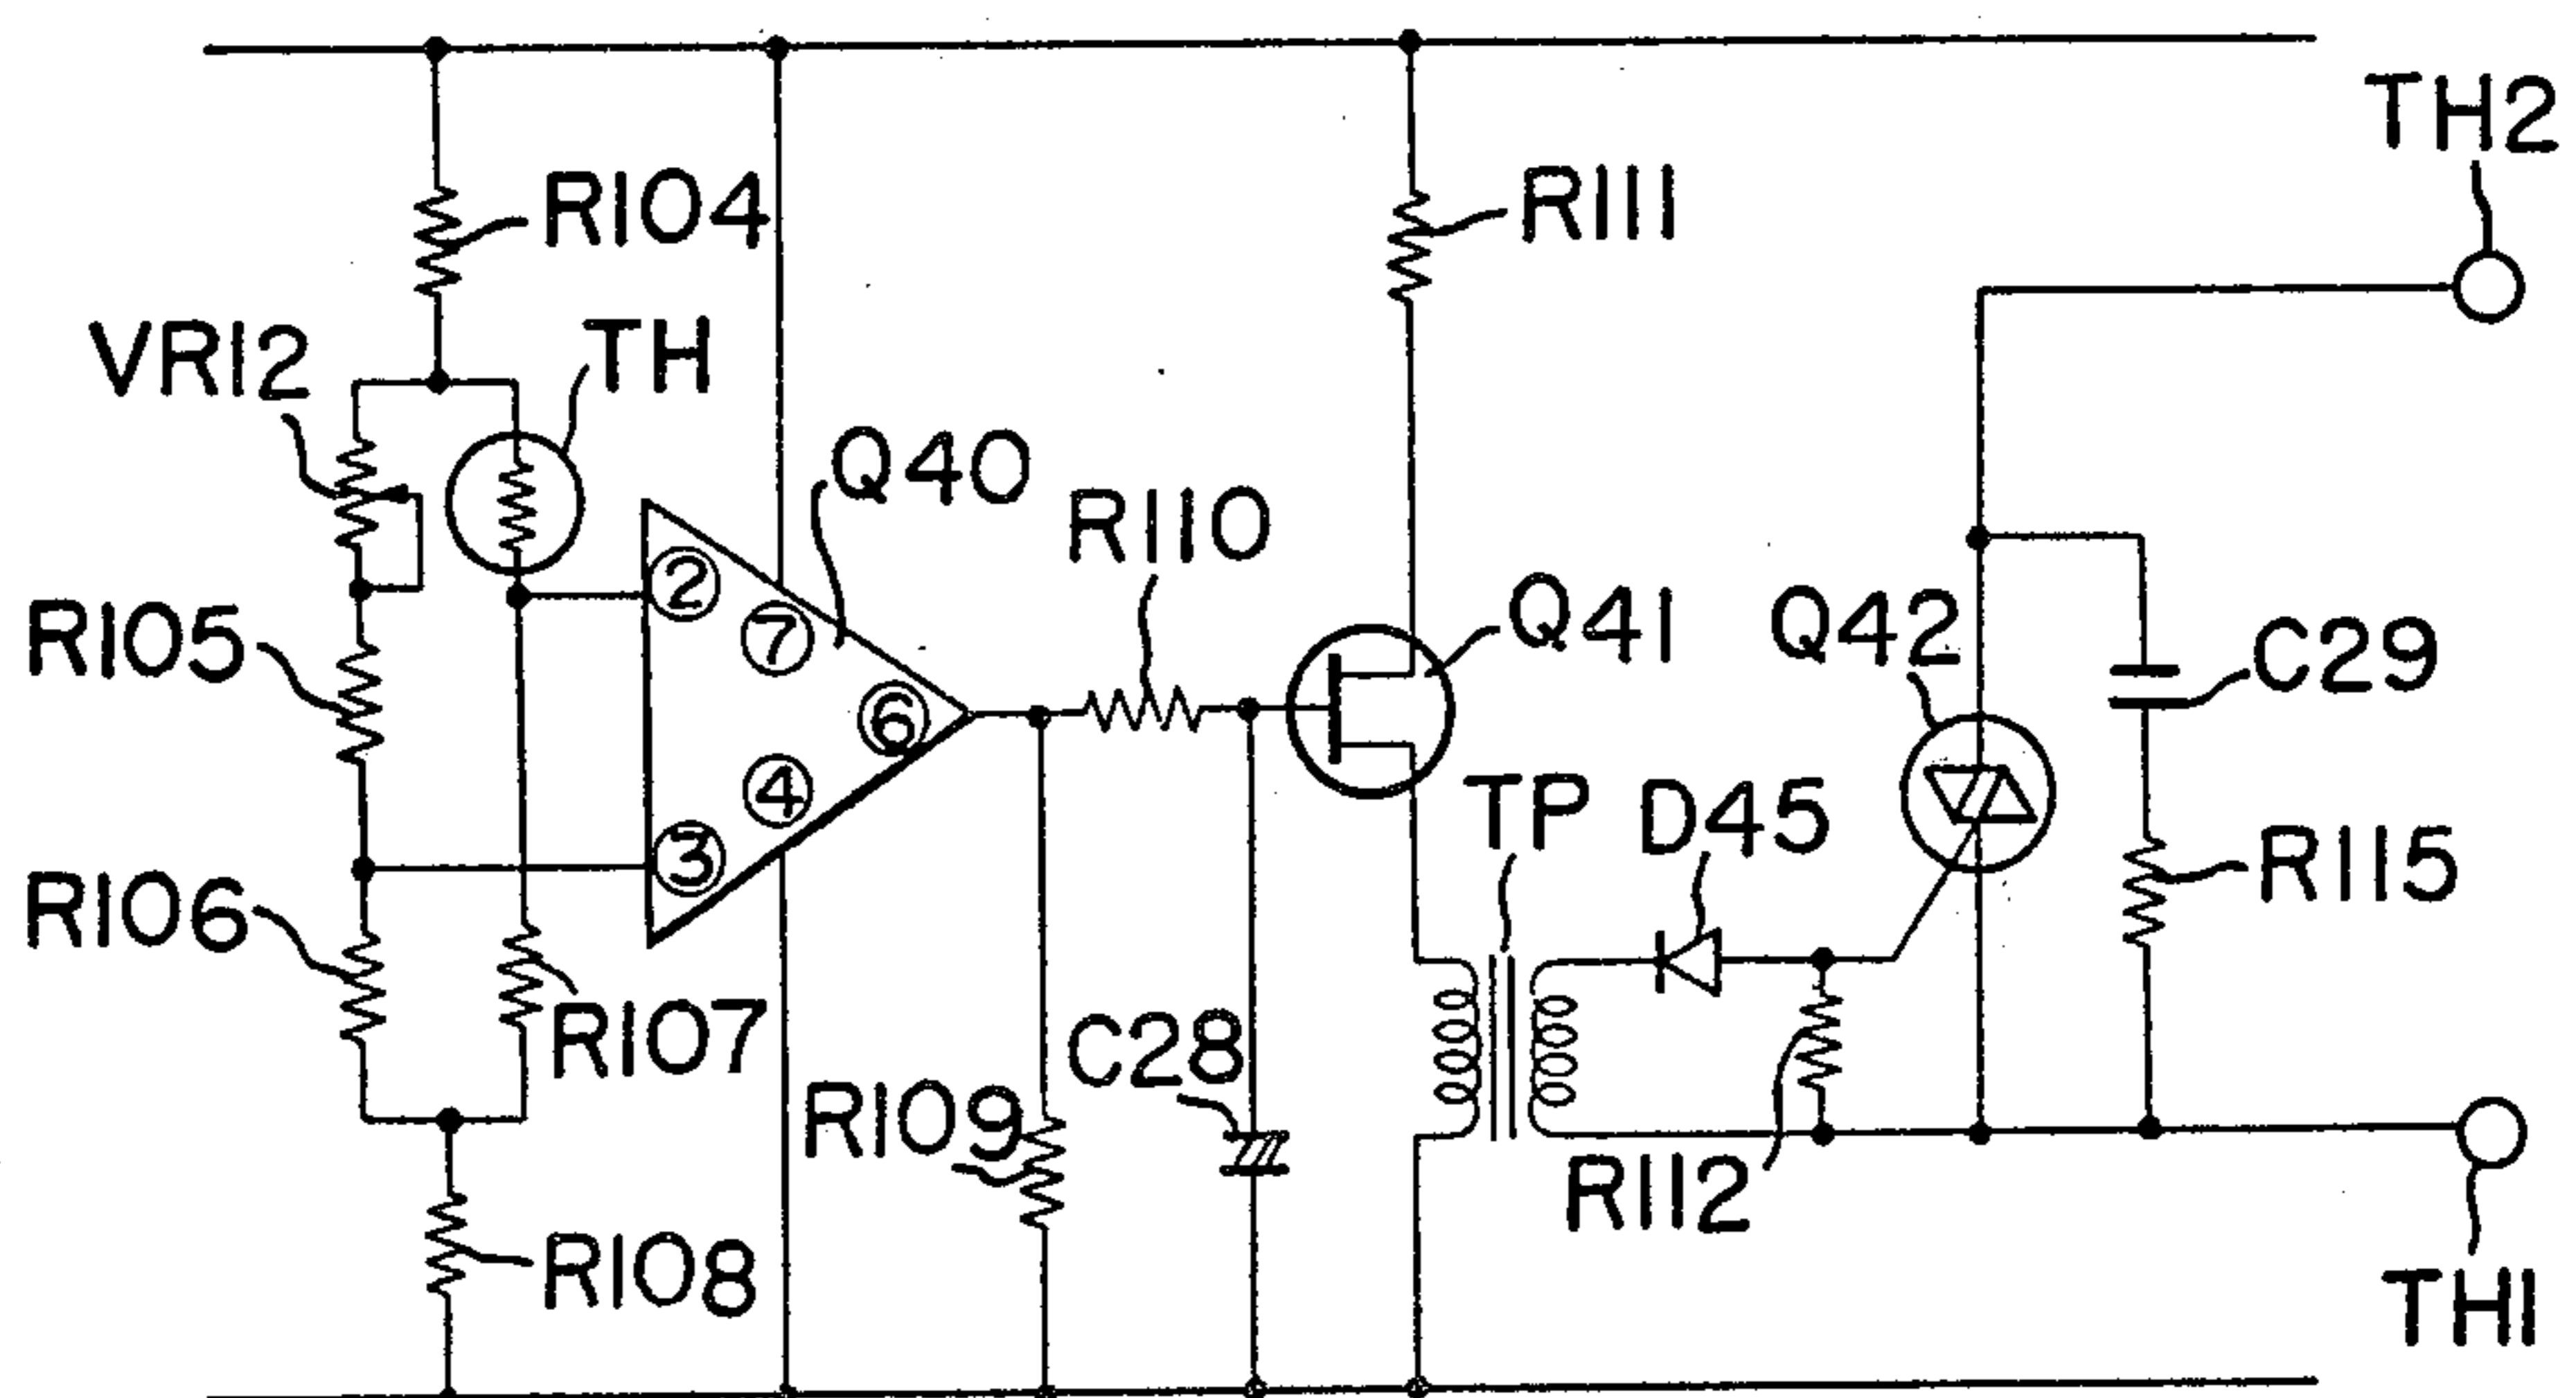 TH2
R104
R111
VR12
TH
Q40
R110
②
⑦
R105
Q41
Q42
C29
⑥
④
TP
D45
③
R115
R106
R107
C28
R109
R112
R108
TH1